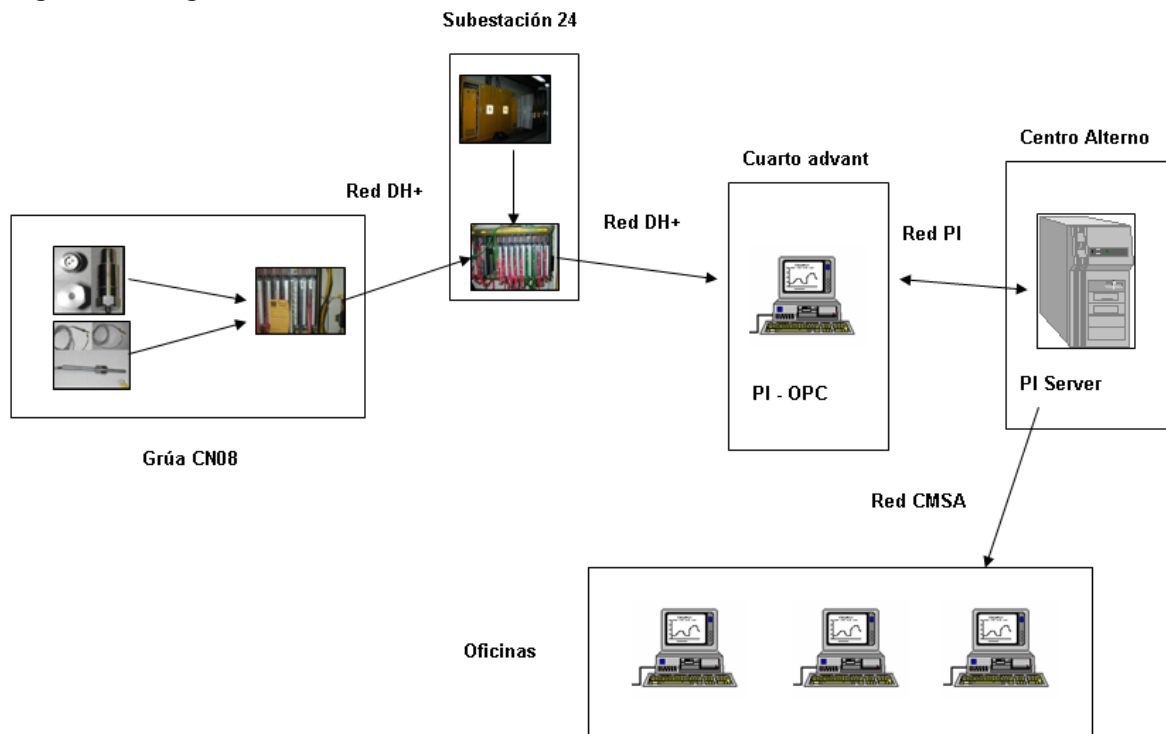 Subestación 24
Centro Alterno
Cuarto advant
Red DH+
Red DH+
Red PI
PI - OPC
PI Server
Grúa CN08
Red CMSA
Oficinas